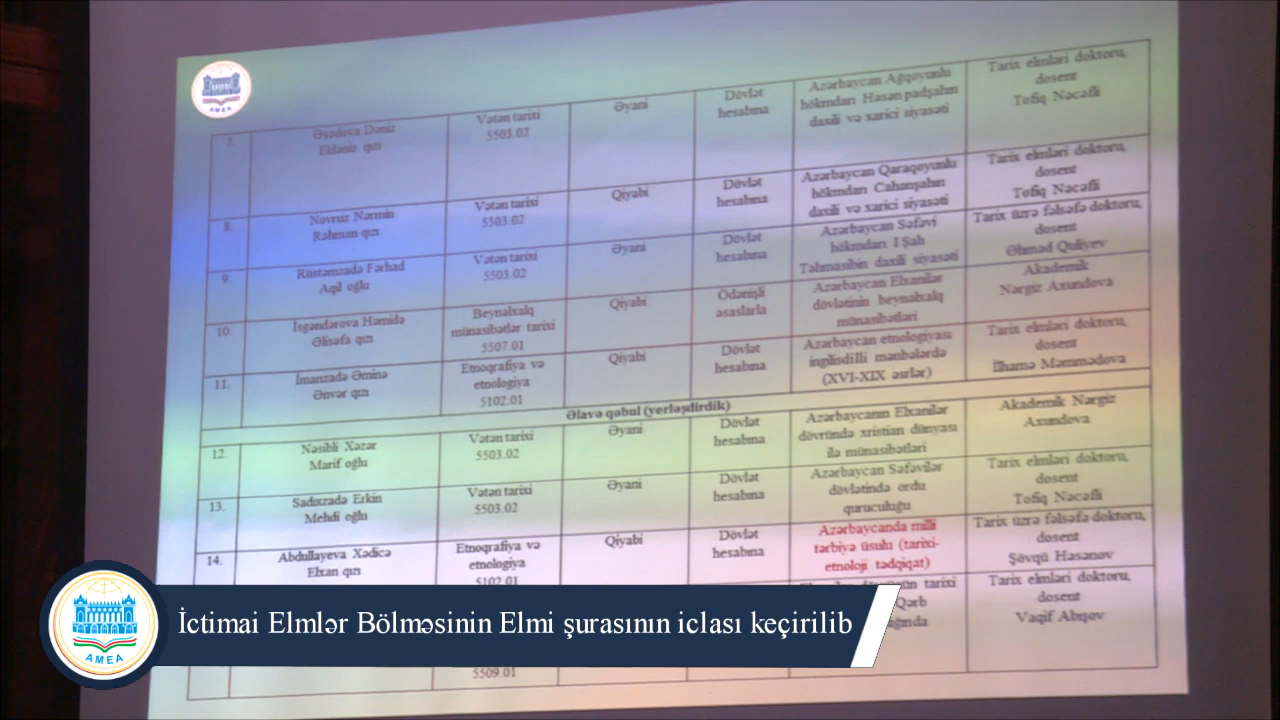 AMEA
7.
Əsədova Dəniz
Eldəniz qızı
Vətən tarixi
5503.02
Əyani
Dövlət
hesabına
Azərbaycan Ağqoyunlu
hökmdarı Həsən padşahın
daxili və xarici siyasəti
Tarix elmləri doktoru,
dosent
Tofiq Nəcəfli
8.
Novruz Nərmin
Rəhman qızı
Vətən tarixi
5503.02
Qiyabi
Dövlət
hesabına
Azərbaycan Qaraqoyunlu
hökmdarı Cahanşahın
daxili və xarici siyasəti
Tarix elmləri doktoru,
dosent
Tofiq Nəcəfli
9.
Rüstəmzadə Fərhad
Aqil oğlu
Vətən tarixi
5503.02
Əyani
Dövlət
hesabına
Azərbaycan Səfəvi
hökmdarı I Şah
Təhmasibin daxili siyasəti
Tarix üzrə fəlsəfə doktoru,
dosent
Əhməd Quliyev
10.
İsgəndərova Həmidə
Əlisəfa qızı
Beynəlxalq
münasibətlər tarixi
5507.01
Qiyabi
Ödənişli
əsaslarla
Azərbaycan Elxanilər
dövlətinin beynəlxalq
münasibətləri
Akademik
Nərgiz Axundova
11.
İmanzadə Əminə
Ənvər qızı
Etnoqrafiya və
etnologiya
5102.01
Qiyabi
Dövlət
hesabına
Azərbaycan etnologiyası
ingilisdilli mənbələrdə
(XVI-XIX əsrlər)
Tarix elmləri doktoru,
dosent
İlhamə Məmmədova
Əlavə qəbul (yerləşdirdik)
12.
Nəsibli Xəzər
Marif oğlu
Vətən tarixi
5503.02
Əyani
Dövlət
hesabına
Azərbaycanın Elxanilər
dövründə xristian dünyası
ilə münasibətləri
Akademik Nərgiz
Axundova
13.
Sadıxzadə Erkin
Mehdi oğlu
Vətən tarixi
5503.02
Əyani
Dövlət
hesabına
Azərbaycan Səfəvilər
dövlətində ordu
quruculuğu
Tarix elmləri doktoru,
dosent
Tofiq Nəcəfli
14.
Abdullayeva Xədicə
Elxan qızı
Etnoqrafiya və
etnologiya
5102.01
Qiyabi
Dövlət
hesabına
Azərbaycanda milli
tərbiyə üsulu (tarixi-
etnoloji tədqiqat)
Tarix üzrə fəlsəfə doktoru,
dosent
Şövqü Həsənov
tarixi
Qərb
5509.01
Tarix elmləri doktoru,
dosent
Vaqif Abışov
AMEA
İctimai Elmlər Bölməsinin Elmi şurasının iclası keçirilib